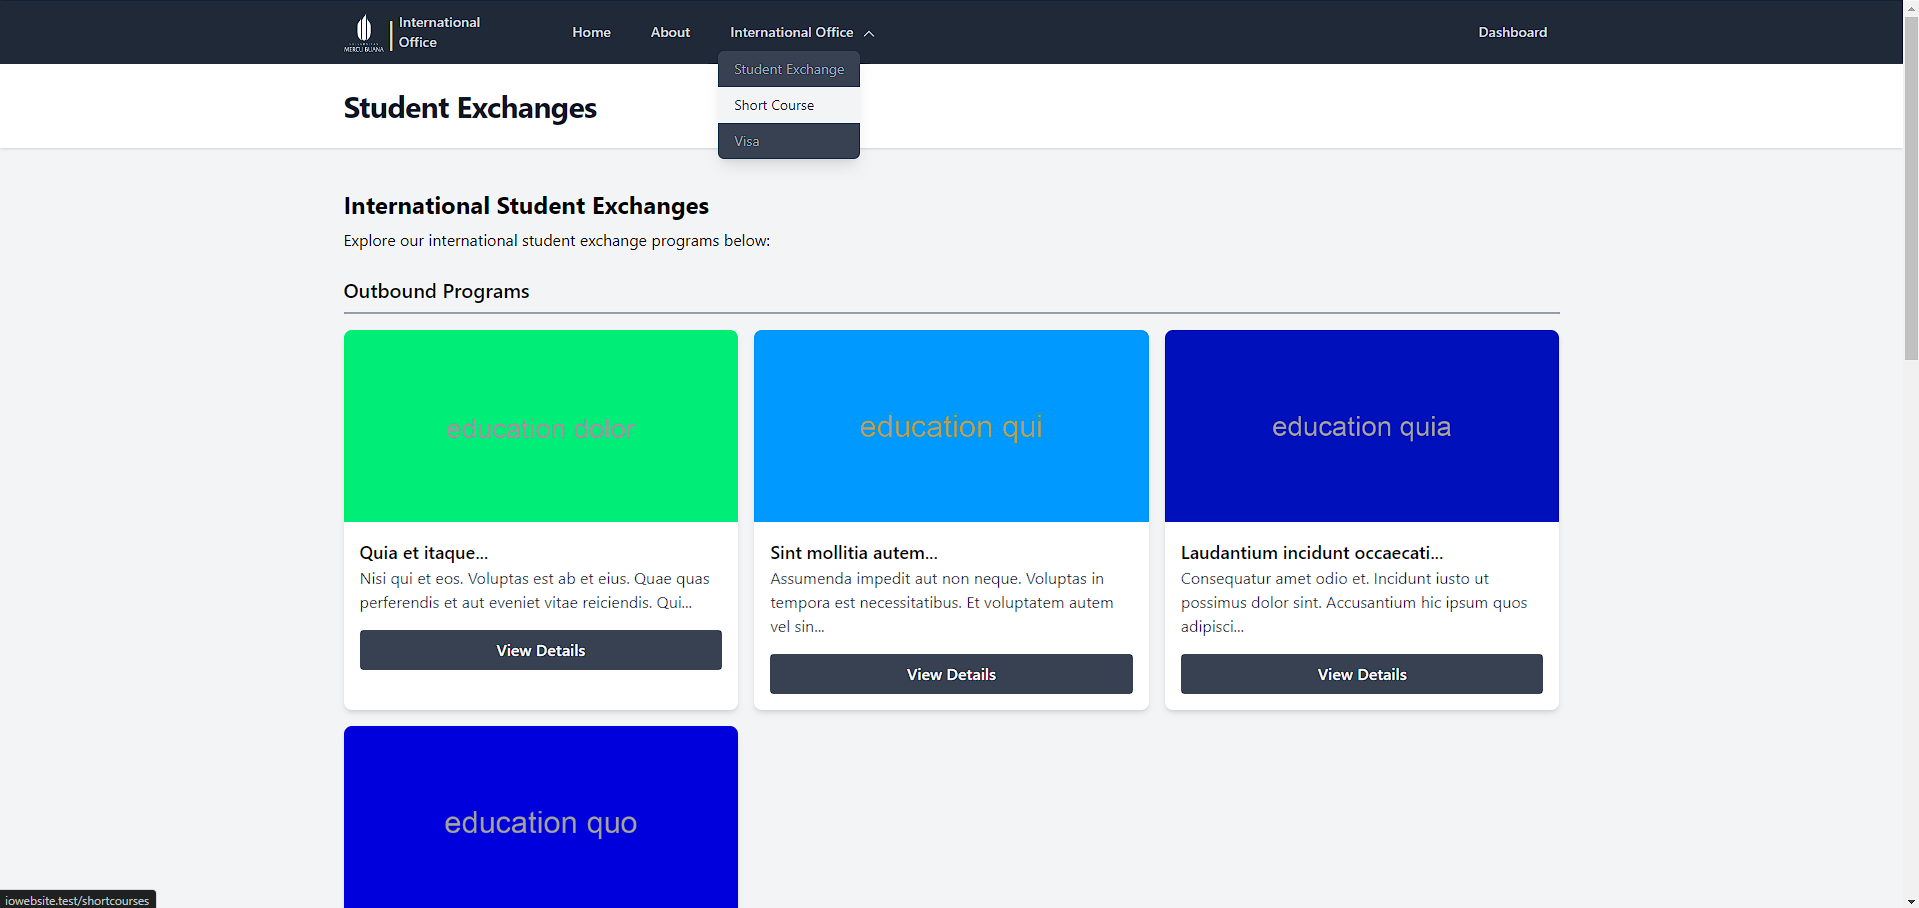 International
Office
MERCU BUANA
Home
About
International Office
Dashboard
Student Exchange
Short Course
Visa
Student Exchanges
International Student Exchanges
Explore our international student exchange programs below:
Outbound Programs
education dolor
education qui
education quia
Quia et itaque...
Nisi qui et eos. Voluptas est ab et eius. Quae quas
perferendis et aut eveniet vitae reiciendis. Qui...
View Details
Sint mollitia autem...
Assumenda impedit aut non neque. Voluptas in
tempora est necessitatibus. Et voluptatem autem
vel sin...
View Details
Laudantium incidunt occaecati...
Consequatur amet odio et. Incidunt iusto ut
possimus dolor sint. Accusantium hic ipsum quos
adipisci...
View Details
education quo
iowebsite.test/shortcourses